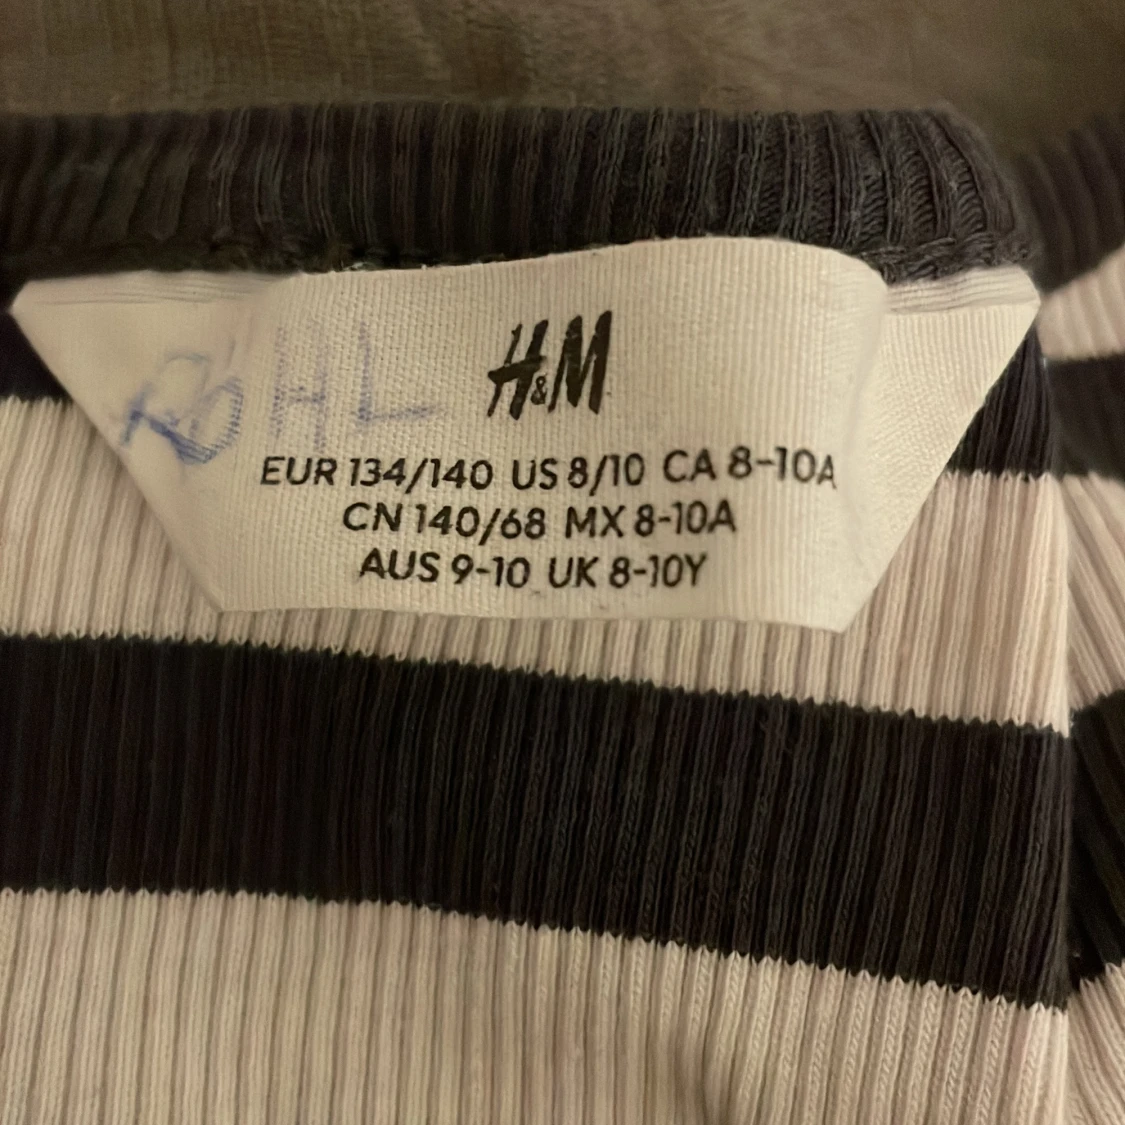 ROHL
H&M
EUR 134/140 US 8/10 CA 8-10A
CN 140/68 MX 8-10A
AUS 9-10 UK 8-10Y